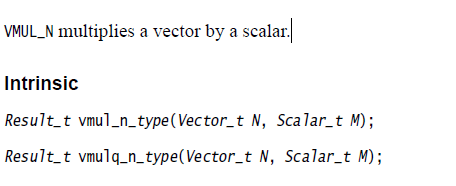 VMUL_N multiplies a vector by a scalar.
Intrinsic
Result_t vmul_n_type(Vector_t N, Scalar_t M);
Result_t vmulq_n_type(Vector_t N, Scalar_t M);